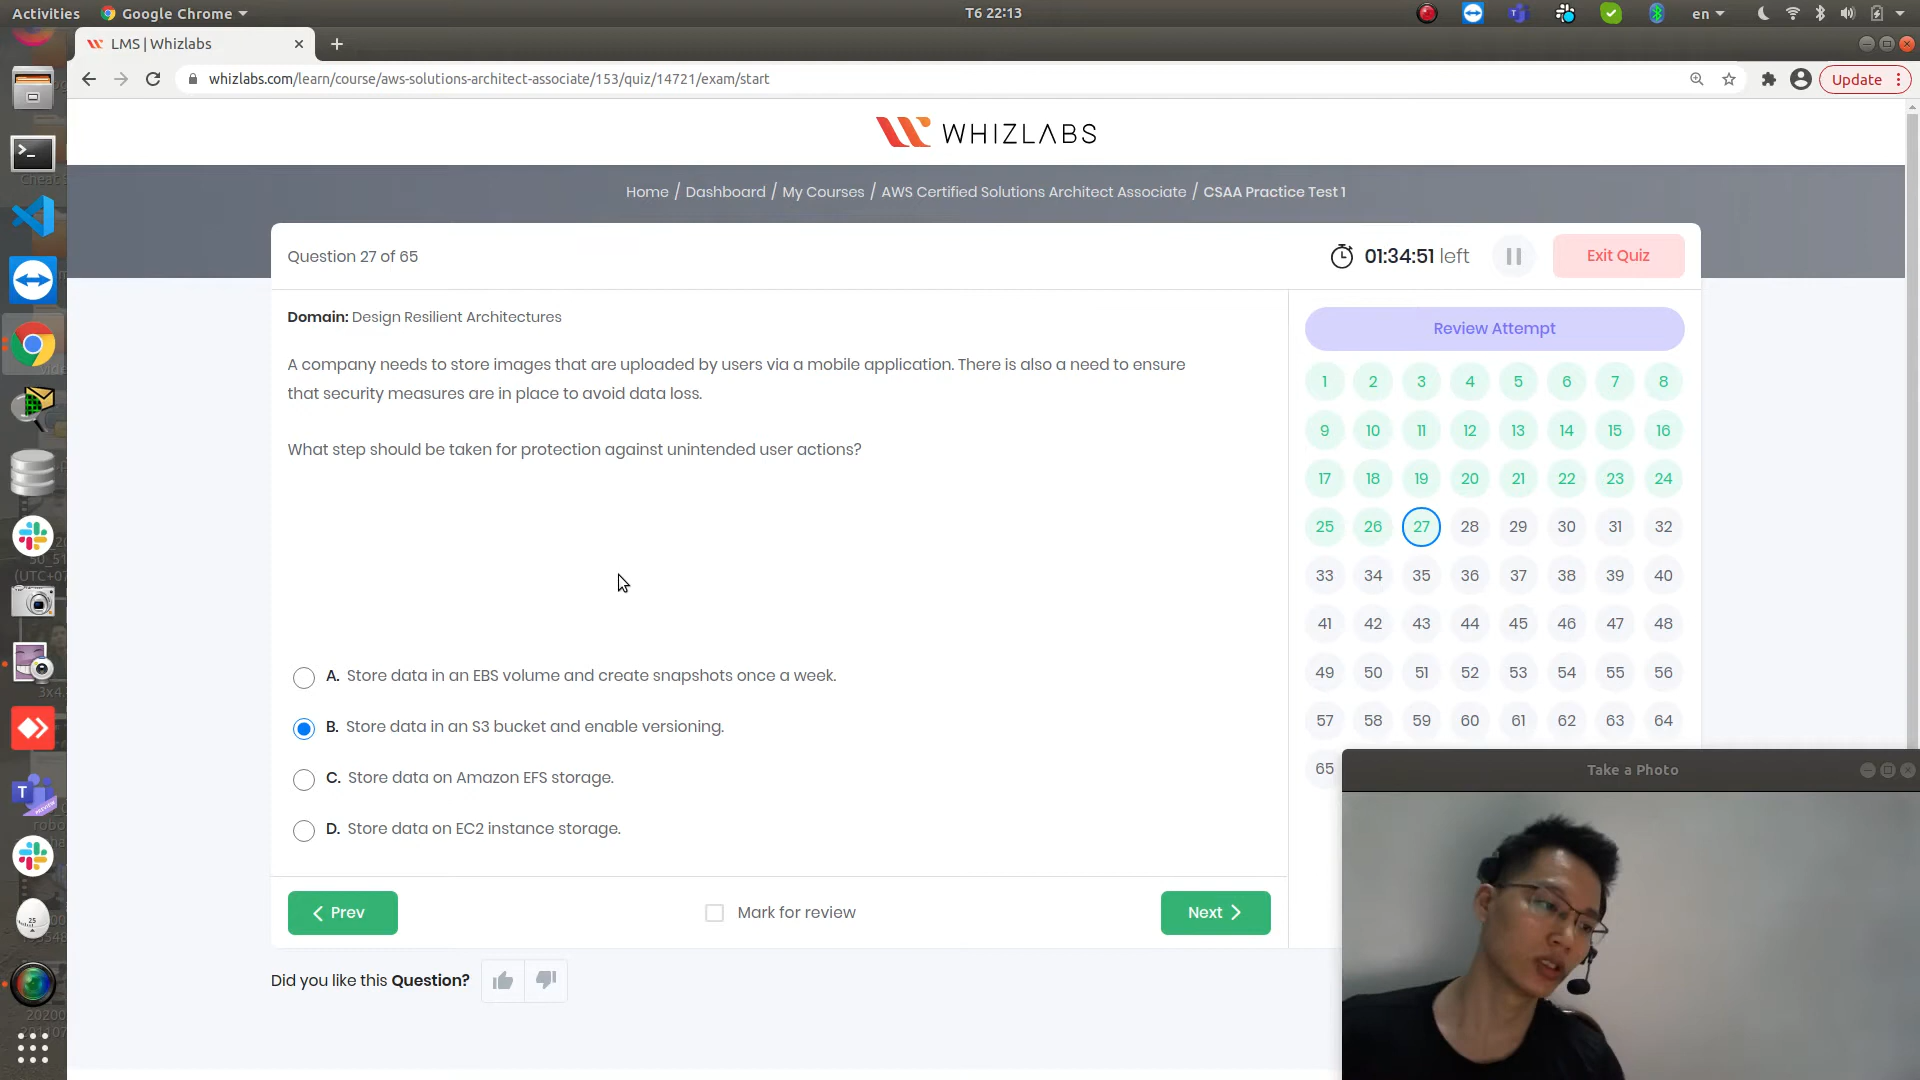 Activities
Google Chrome
T6 22:13
en
LMS | Whizlabs
whizlabs.com/learn/course/aws-solutions-architect-associate/153/quiz/14721/exam/start
Update
WHIZLABS
Home / Dashboard / My Courses / AWS Certified Solutions Architect Associate / CSAA Practice Test 1
Question 27 of 65
01:34:51 left
Exit Quiz
Domain: Design Resilient Architectures
A company needs to store images that are uploaded by users via a mobile application. There is also a need to ensure
that security measures are in place to avoid data loss.
What step should be taken for protection against unintended user actions?
A. Store data in an EBS volume and create snapshots once a week.
B. Store data in an S3 bucket and enable versioning.
C. Store data on Amazon EFS storage.
D. Store data on EC2 instance storage.
Prev
Mark for review
Next
Did you like this Question?
Review Attempt
1 2 3 4 5 6 7 8
9 10 11 12 13 14 15 16
17 18 19 20 21 22 23 24
25 26 27 28 29 30 31 32
33 34 35 36 37 38 39 40
41 42 43 44 45 46 47 48
49 50 51 52 53 54 55 56
57 58 59 60 61 62 63 64
65
Take a Photo